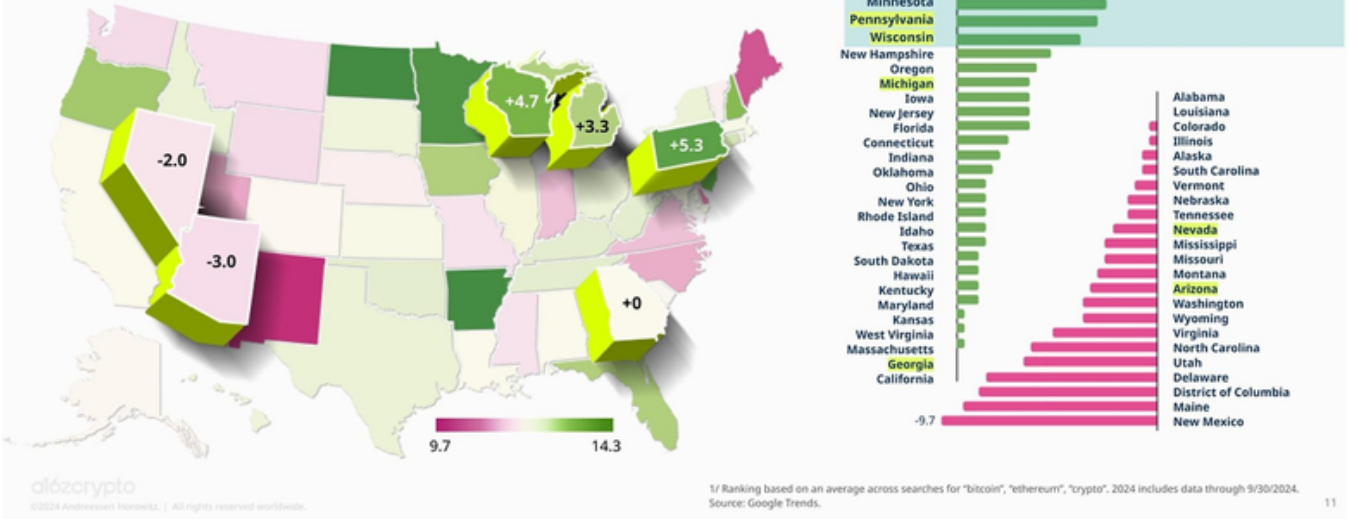 +4.7
+3.3
+5.3
-2.0
-3.0
+0
9.7
14.3
Minnesota
Pennsylvania
Wisconsin
New Hampshire
Oregon
Michigan
Iowa
New Jersey
Florida
Connecticut
Indiana
Oklahoma
Ohio
New York
Rhode Island
Idaho
Texas
South Dakota
Hawaii
Kentucky
Maryland
Kansas
West Virginia
Massachusetts
Georgia
California
Alabama
Louisiana
Colorado
Illinois
Alaska
South Carolina
Vermont
Nebraska
Tennessee
Nevada
Mississippi
Missouri
Montana
Arizona
Washington
Wyoming
Virginia
North Carolina
Utah
Delaware
District of Columbia
Maine
-9.7 New Mexico
a16zcrypto
©2024 Andreessen Horowitz. | All rights reserved worldwide.
1/ Ranking based on an average across searches for “bitcoin”, “ethereum”, “crypto”. 2024 includes data through 9/30/2024.
Source: Google Trends.
11